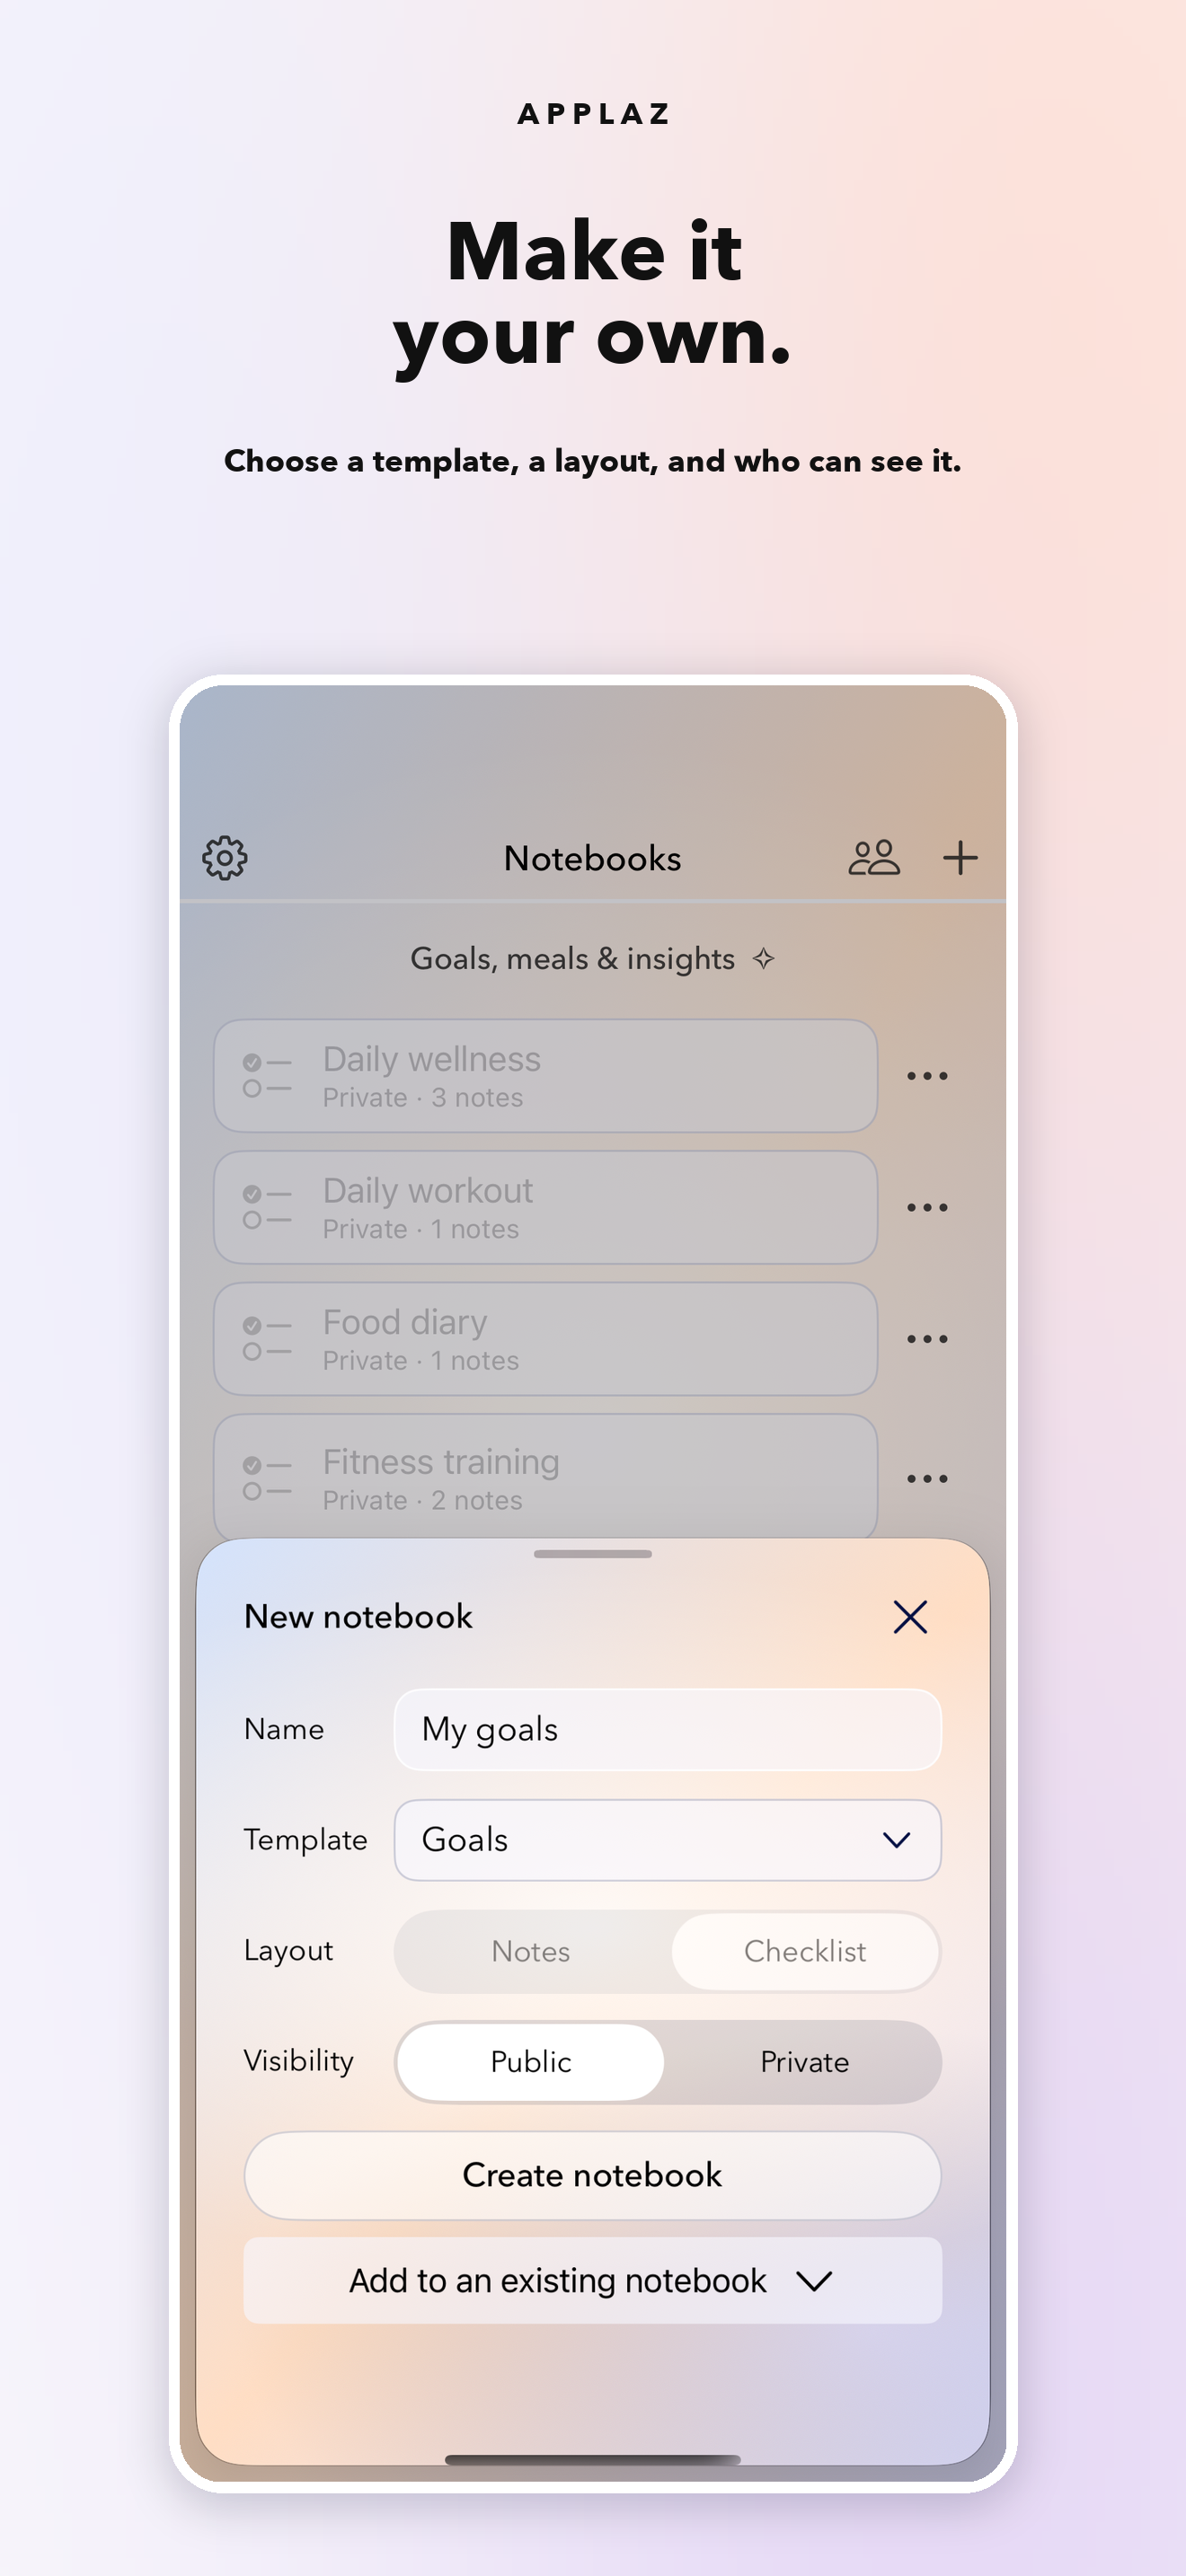 APPLAZ
Make it
your own.
Choose a template, a layout, and who can see it.
Notebooks
Goals, meals & insights
Daily wellness
Private · 3 notes
Daily workout
Private · 1 notes
Food diary
Private · 1 notes
Fitness training
Private · 2 notes
New notebook
Name My goals
Template Goals
Layout Notes Checklist
Visibility Public Private
Create notebook
Add to an existing notebook